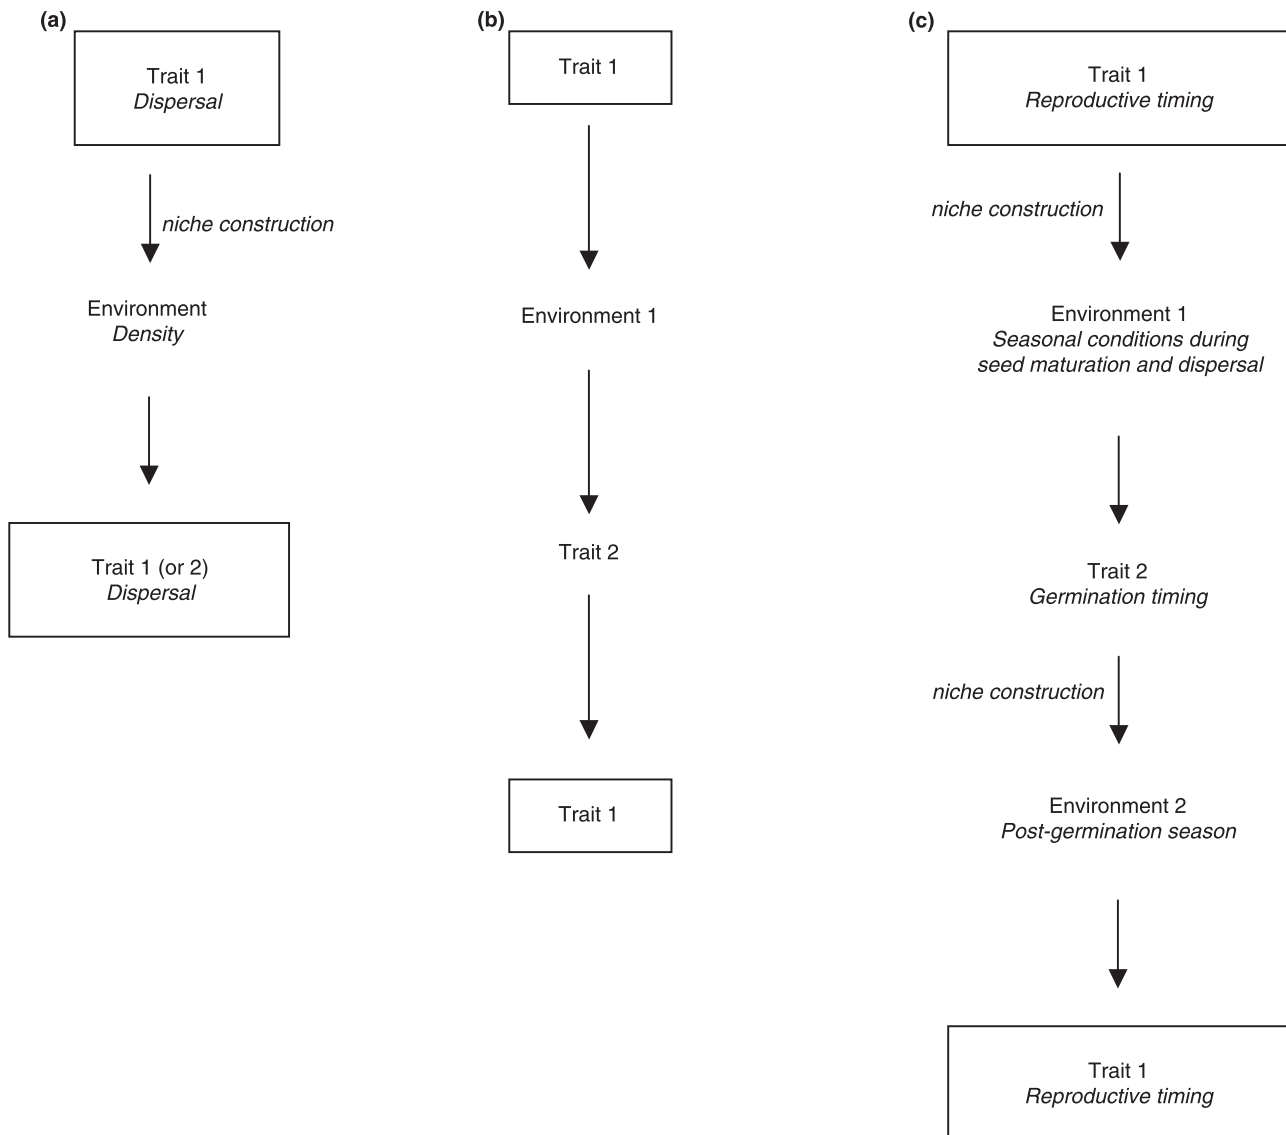 (a)
Trait 1
Dispersal
niche construction
Environment
Density
Trait 1 (or 2)
Dispersal
(b)
Trait 1
Environment 1
Trait 2
Trait 1
(c)
Trait 1
Reproductive timing
niche construction
Environment 1
Seasonal conditions during
seed maturation and dispersal
Trait 2
Germination timing
niche construction
Environment 2
Post-germination season
Trait 1
Reproductive timing